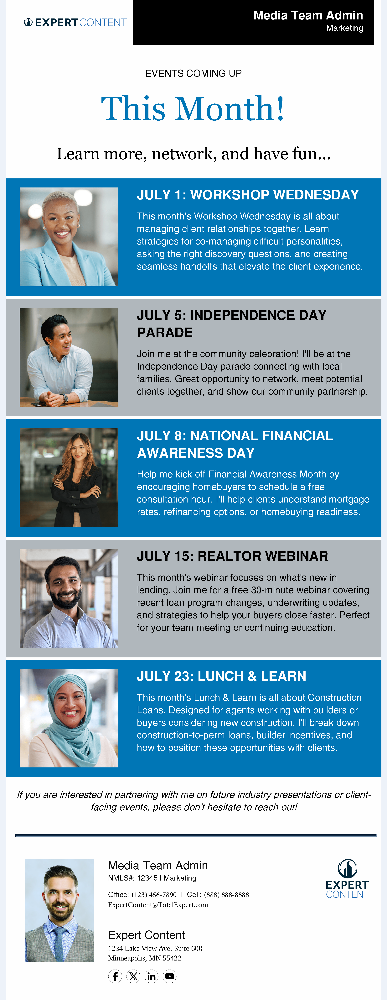 EXPERTCONTENT
Media Team Admin
Marketing
EVENTS COMING UP
This Month!
Learn more, network, and have fun...
JULY 1: WORKSHOP WEDNESDAY
This month's Workshop Wednesday is all about
managing client relationships together. Learn
strategies for co-managing difficult personalities,
asking the right discovery questions, and creating
seamless handoffs that elevate the client experience.
JULY 5: INDEPENDENCE DAY
PARADE
Join me at the community celebration! I'll be at the
Independence Day parade connecting with local
families. Great opportunity to network, meet potential
clients together, and show our community partnership.
JULY 8: NATIONAL FINANCIAL
AWARENESS DAY
Help me kick off Financial Awareness Month by
encouraging homebuyers to schedule a free
consultation hour. I'll help clients understand mortgage
rates, refinancing options, or homebuying readiness.
JULY 15: REALTOR WEBINAR
This month's webinar focuses on what's new in
lending. Join me for a free 30-minute webinar covering
recent loan program changes, underwriting updates,
and strategies to help your buyers close faster. Perfect
for your team meeting or continuing education.
JULY 23: LUNCH & LEARN
This month's Lunch & Learn is all about Construction
Loans. Designed for agents working with builders or
buyers considering new construction. I'll break down
construction-to-perm loans, builder incentives, and
how to position these opportunities with clients.
If you are interested in partnering with me on future industry presentations or client-
facing events, please don't hesitate to reach out!
Media Team Admin
NMLS#: 12345 | Marketing
Office: (123) 456-7890 | Cell: (888) 888-8888
ExpertContent@TotalExpert.com
Expert Content
1234 Lake View Ave. Suite 600
Minneapolis, MN 55432
EXPERT
CONTENT